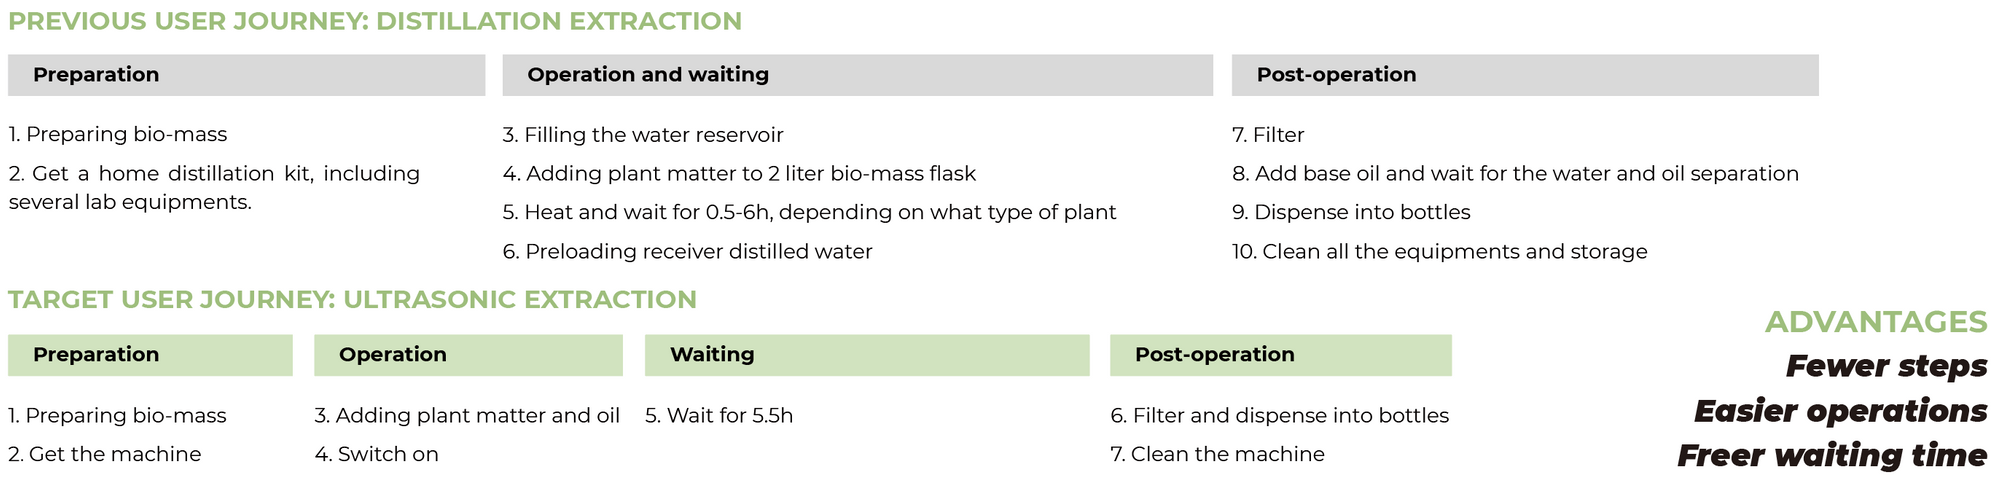 PREVIOUS USER JOURNEY: DISTILLATION EXTRACTION
Preparation
1. Preparing bio-mass
2. Get a home distillation kit, including
several lab equipments.
Operation and waiting
3. Filling the water reservoir
4. Adding plant matter to 2 liter bio-mass flask
5. Heat and wait for 0.5-6h, depending on what type of plant
6. Preloading receiver distilled water
Post-operation
7. Filter
8. Add base oil and wait for the water and oil separation
9. Dispense into bottles
10. Clean all the equipments and storage
TARGET USER JOURNEY: ULTRASONIC EXTRACTION
Preparation
1. Preparing bio-mass
2. Get the machine
Operation
3. Adding plant matter and oil
4. Switch on
Waiting
5. Wait for 5.5h
Post-operation
6. Filter and dispense into bottles
7. Clean the machine
ADVANTAGES
Fewer steps
Easier operations
Freer waiting time